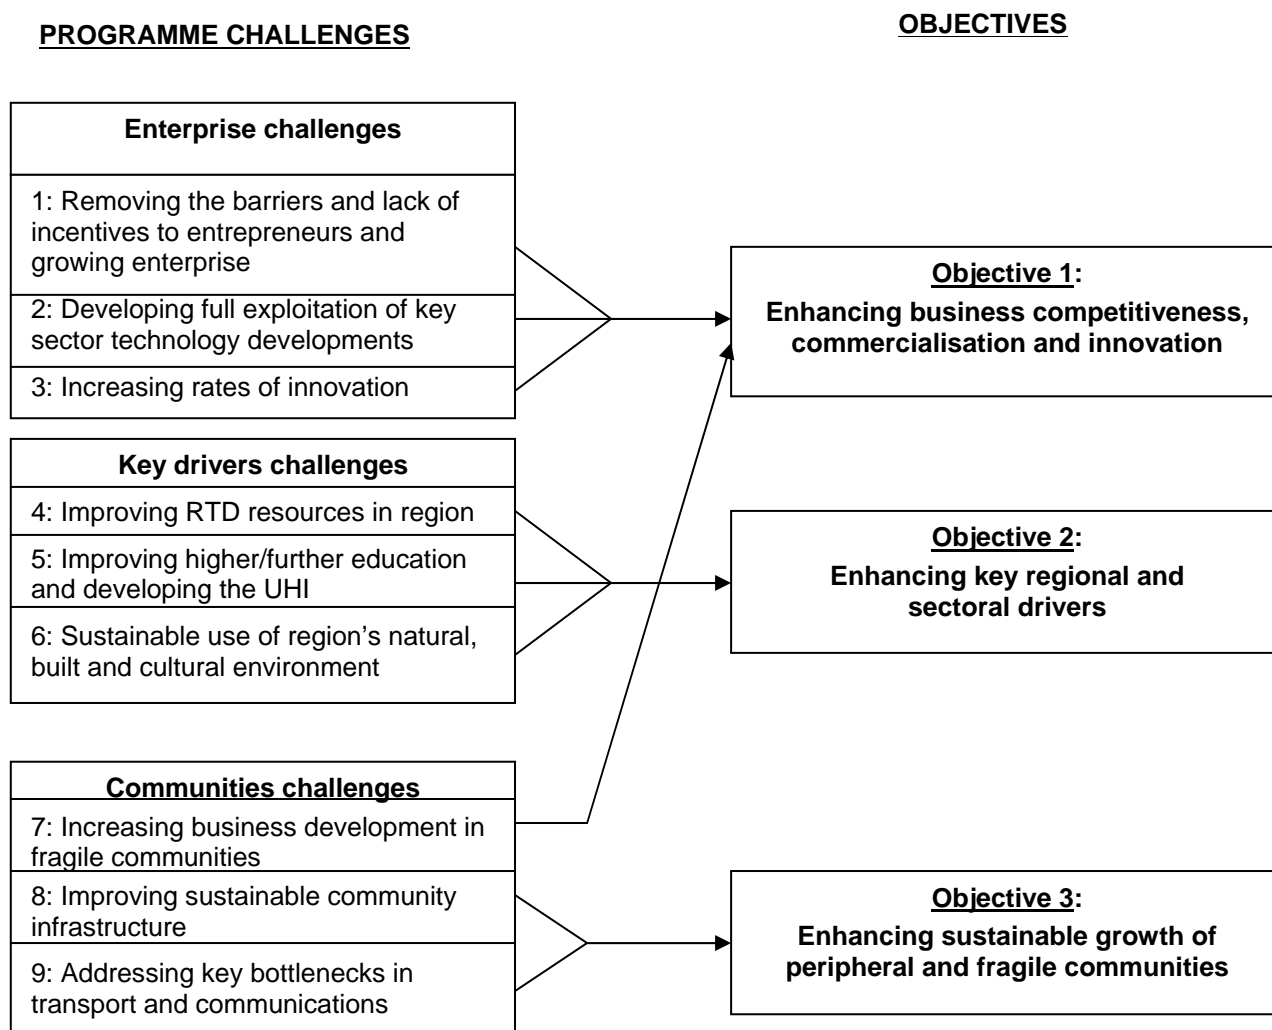 PROGRAMME CHALLENGES
OBJECTIVES
Enterprise challenges
1: Removing the barriers and lack of
incentives to entrepreneurs and
growing enterprise
2: Developing full exploitation of key
sector technology developments
3: Increasing rates of innovation
Key drivers challenges
4: Improving RTD resources in region
5: Improving higher/further education
and developing the UHI
6: Sustainable use of region’s natural,
built and cultural environment
Communities challenges
7: Increasing business development in
fragile communities
8: Improving sustainable community
infrastructure
9: Addressing key bottlenecks in
transport and communications
Objective 1:
Enhancing business competitiveness,
commercialisation and innovation
Objective 2:
Enhancing key regional and
sectoral drivers
Objective 3:
Enhancing sustainable growth of
peripheral and fragile communities